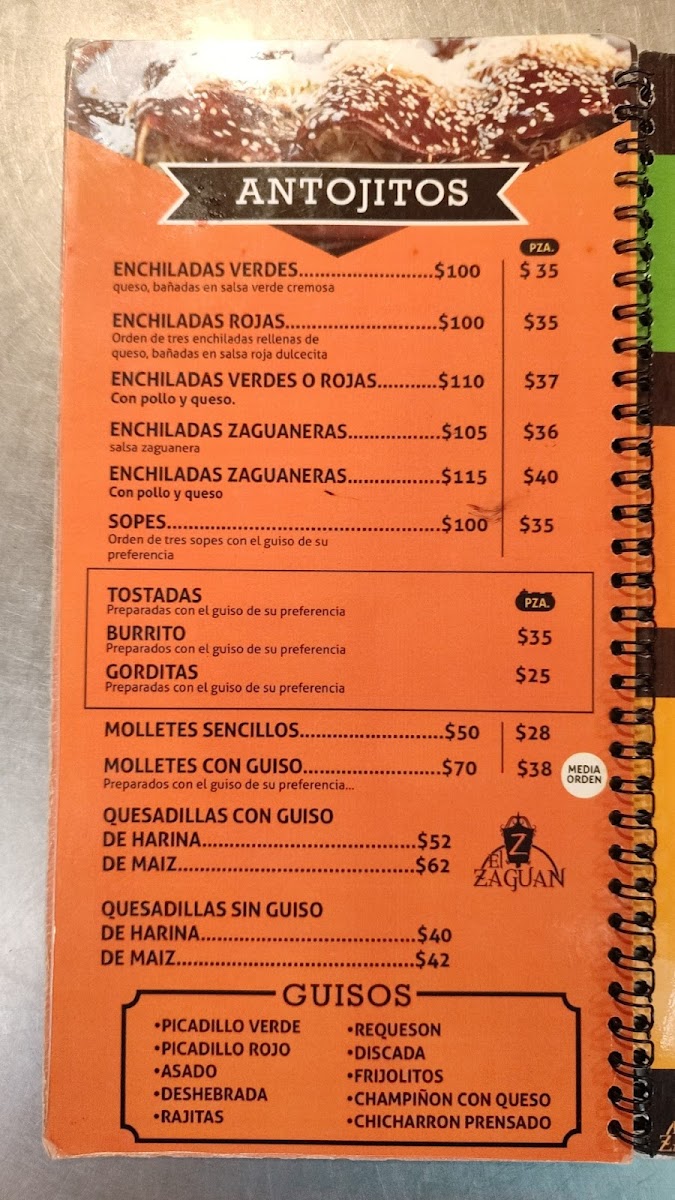 ANTOJITOS
PZA.
ENCHILADAS VERDES..............................$100 $ 35
queso, bañadas en salsa verde cremosa
ENCHILADAS ROJAS..................................$100 $35
Orden de tres enchiladas rellenas de
queso, bañadas en salsa roja dulcecita
ENCHILADAS VERDES O ROJAS............$110 $37
Con pollo y queso.
ENCHILADAS ZAGUANERAS....................$105 $36
salsa zaguanera
ENCHILADAS ZAGUANERAS....................$115 $40
Con pollo y queso
SOPES.............................................................$100 $35
Orden de tres sopes con el guiso de su
preferencia
TOSTADAS PZA.
Preparadas con el guiso de su preferencia
BURRITO $35
Preparados con el guiso de su preferencia
GORDITAS $25
Preparadas con el guiso de su preferencia
MOLLETES SENCILLOS................................$50 $28
MOLLETES CON GUISO...............................$70 $38 MEDIA
ORDEN
Preparados con el guiso de su preferencia...
QUESADILLAS CON GUISO
DE HARINA................................................$52
DE MAIZ.....................................................$62
El Z
ZAGUAN
QUESADILLAS SIN GUISO
DE HARINA................................................$40
DE MAIZ.....................................................$42
GUISOS
•PICADILLO VERDE
•PICADILLO ROJO
•ASADO
•DESHEBRADA
•RAJITAS
•REQUESON
•DISCADA
•FRIJOLITOS
•CHAMPIÑON CON QUESO
•CHICHARRON PRENSADO